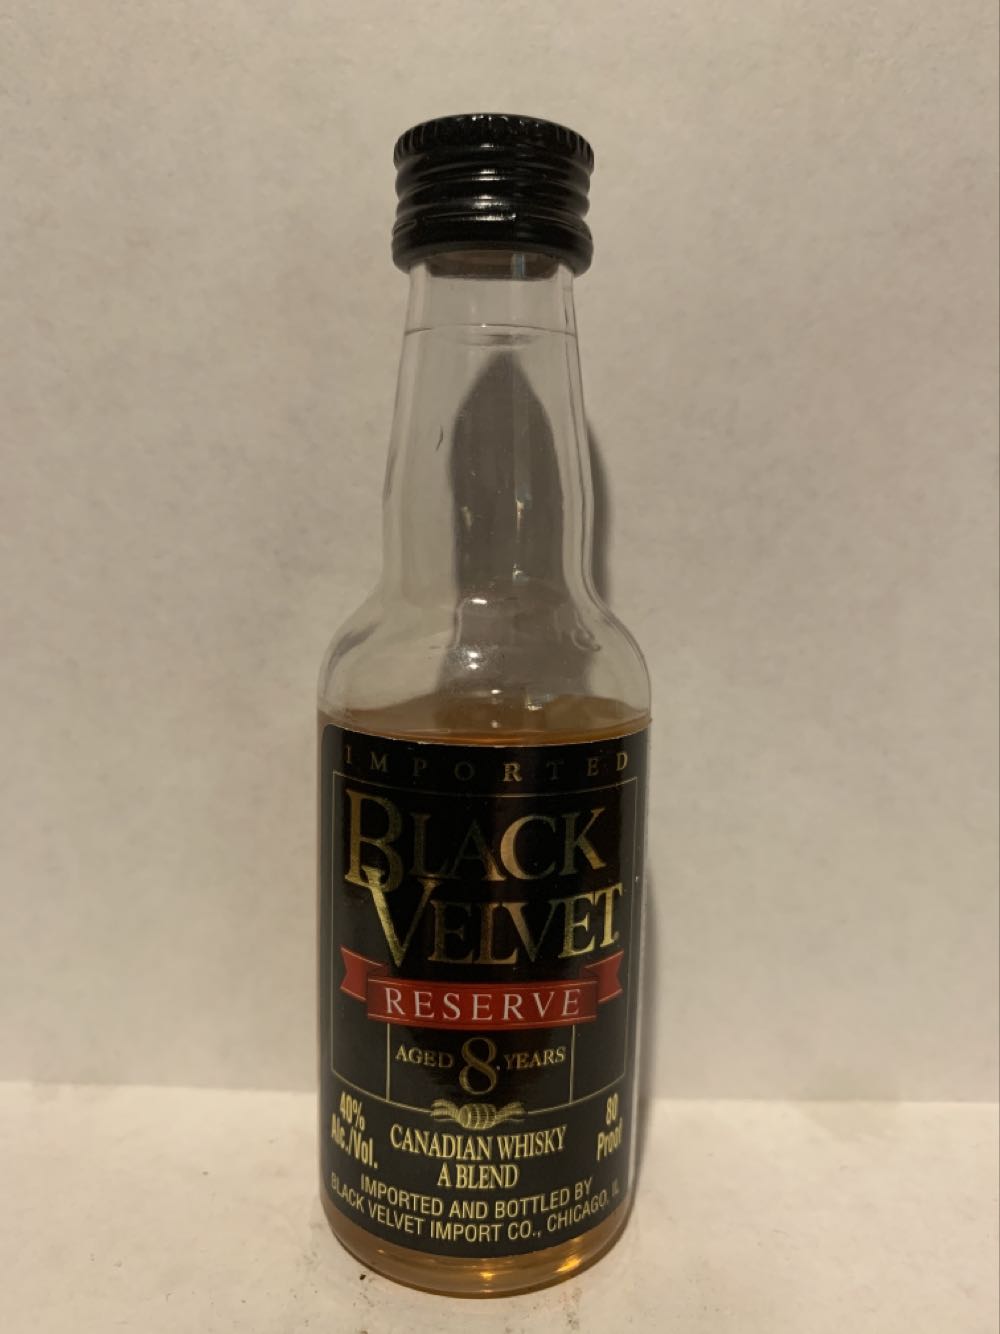 IMPORTED
BLACK
VELVET
RESERVE
AGED 8 YEARS
40%
Alc./Vol.
80
Proof
CANADIAN WHISKY
A BLEND
IMPORTED AND BOTTLED BY
BLACK VELVET IMPORT CO., CHICAGO, IL